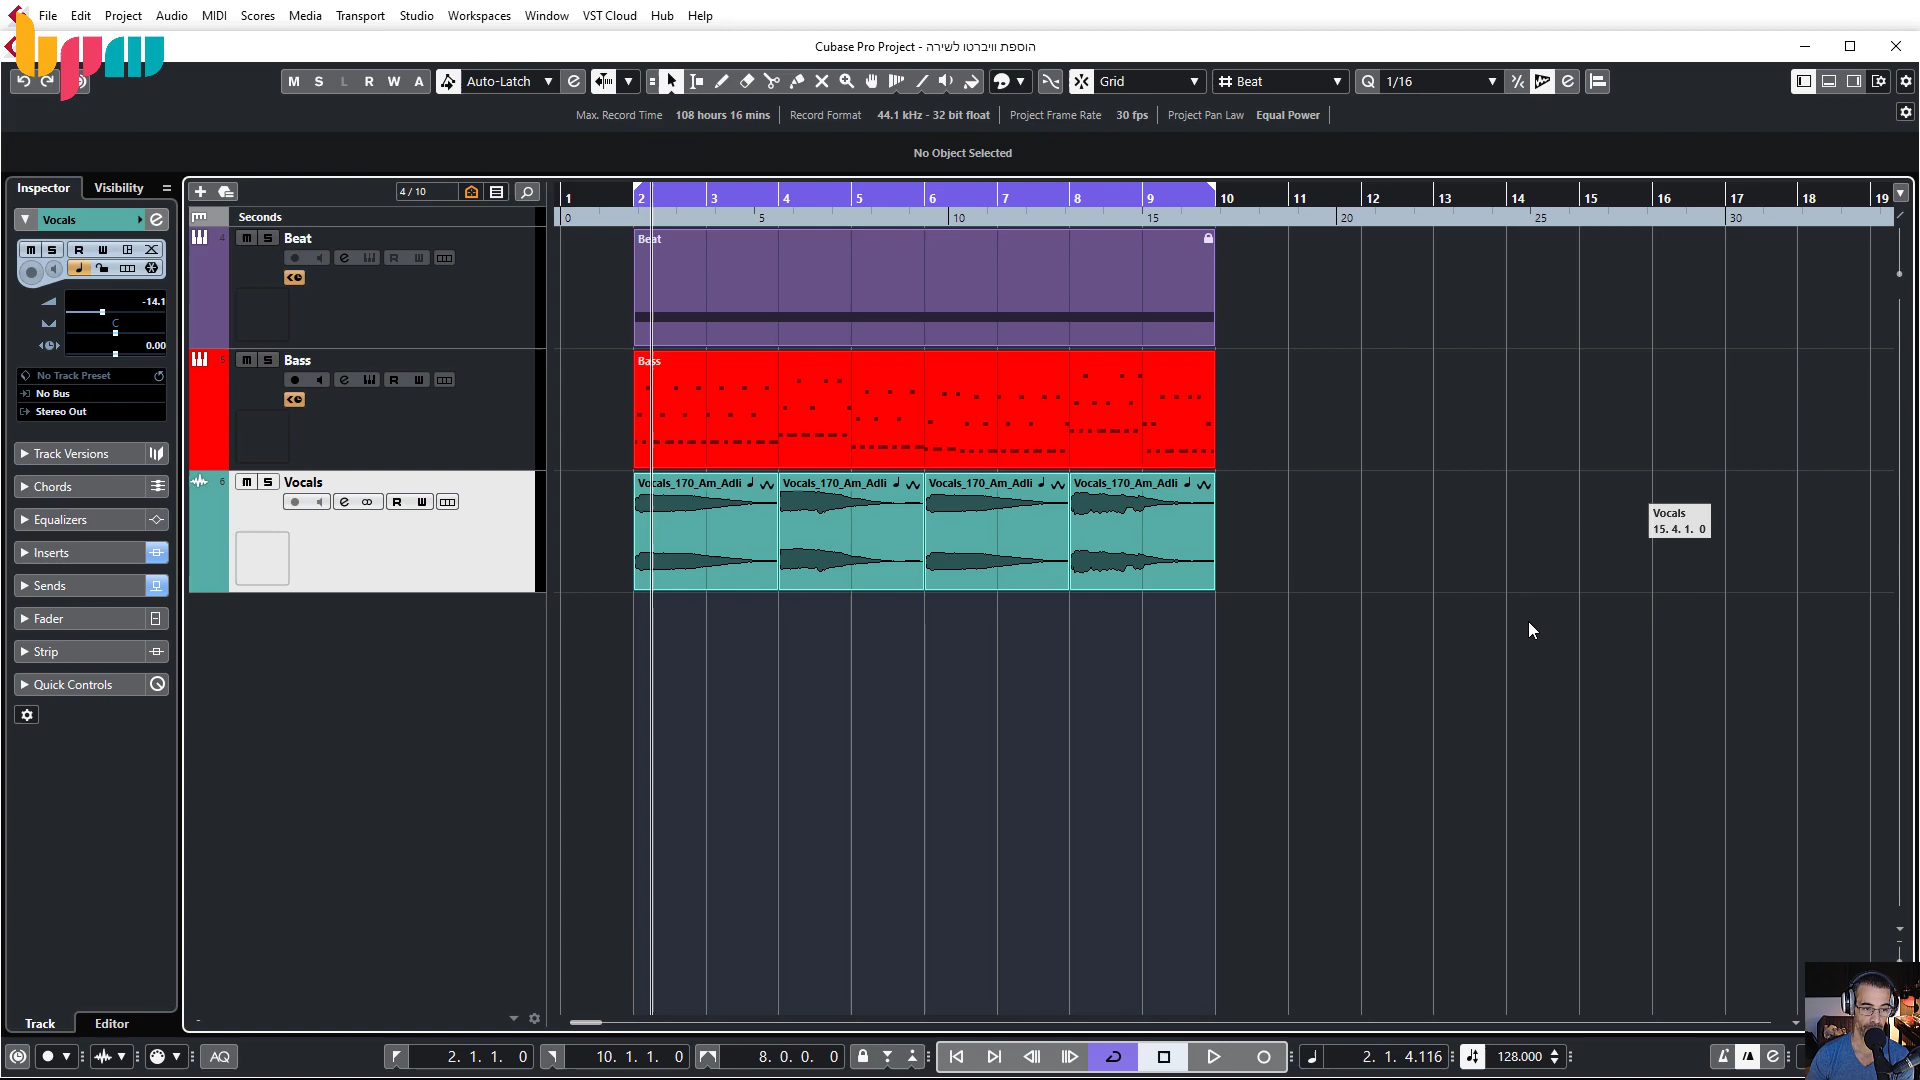 File Edit Project Audio MIDI Scores Media Transport Studio Workspaces Window VST Cloud Hub Help
bpm
Cubase Pro Project - הוספת וויברטו לשירה
M S L R W A Auto-Latch Grid Beat Q 1/16
Max. Record Time 108 hours 16 mins Record Format 44.1 kHz - 32 bit float Project Frame Rate 30 fps Project Pan Law Equal Power
No Object Selected
Inspector Visibility
4 / 10
1 2 3 4 5 6 7 8 9 10 11 12 13 14 15 16 17 18 19
Vocals
Seconds
0 5 10 15 20 25 30
4 Beat
m S
R W
Beat
-14.1
C
0.00
5 Bass
m S
R W
Bass
No Track Preset
No Bus
Stereo Out
Track Versions
Chords
Equalizers
Inserts
Sends
Fader
Strip
Quick Controls
6 Vocals
m S
R W
Vocals_170_Am_Adli Vocals_170_Am_Adli Vocals_170_Am_Adli Vocals_170_Am_Adli
Vocals
15. 4. 1. 0
Track Editor
AQ 2. 1. 1. 0 10. 1. 1. 0 8. 0. 0. 0 2. 1. 4.116 128.000